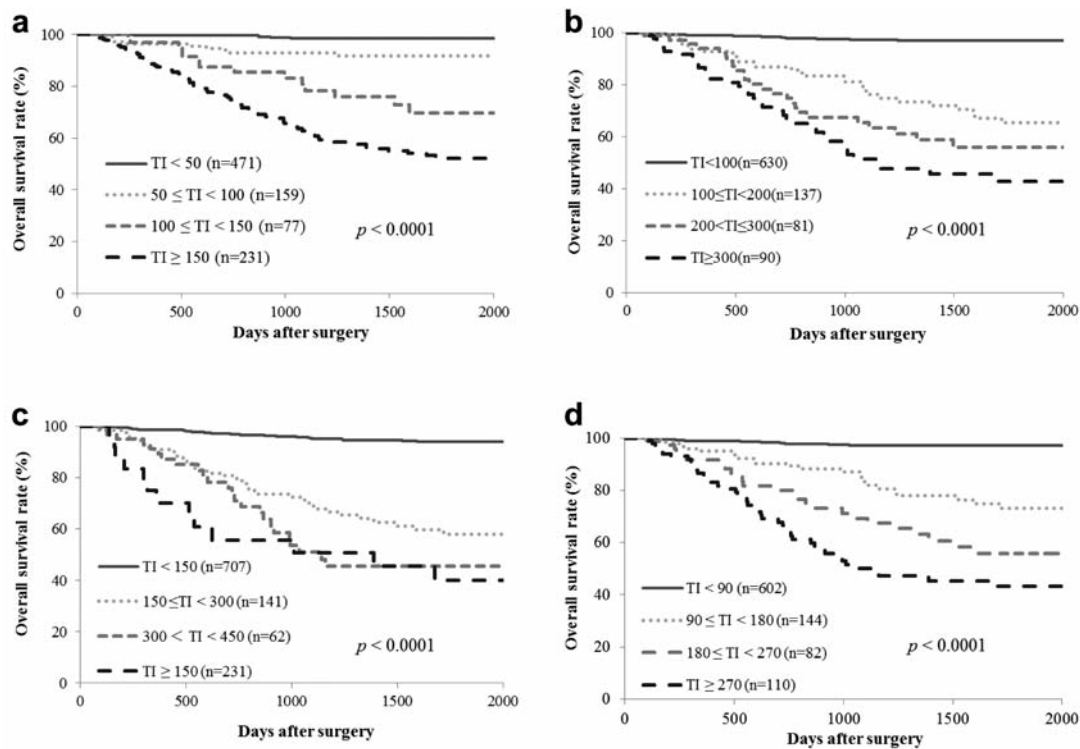 a
Overall survival rate (%)
100
80
60
40
20
0
TI < 50 (n=471)
50 ≤ TI < 100 (n=159)
100 ≤ TI < 150 (n=77)
TI ≥ 150 (n=231)
p < 0.0001
500
1000
1500
2000
Days after surgery
b
Overall survival rate (%)
100
80
60
40
20
0
TI<100(n=630)
100≤TI<200(n=137)
200<TI≤300(n=81)
TI≥300(n=90)
p < 0.0001
0
500
1000
1500
2000
Days after surgery
c
Overall survival rate (%)
100
80
60
40
20
0
TI < 150 (n=707)
150≤TI < 300 (n=141)
300 < TI < 450 (n=62)
TI ≥ 150 (n=231)
p < 0.0001
0
500
1000
1500
2000
Days after surgery
d
Overall survival rate (%)
100
80
60
40
20
0
TI < 90 (n=602)
90 ≤ TI < 180 (n=144)
180 ≤ TI < 270 (n=82)
TI ≥ 270 (n=110)
p < 0.0001
0
500
1000
1500
2000
Days after surgery